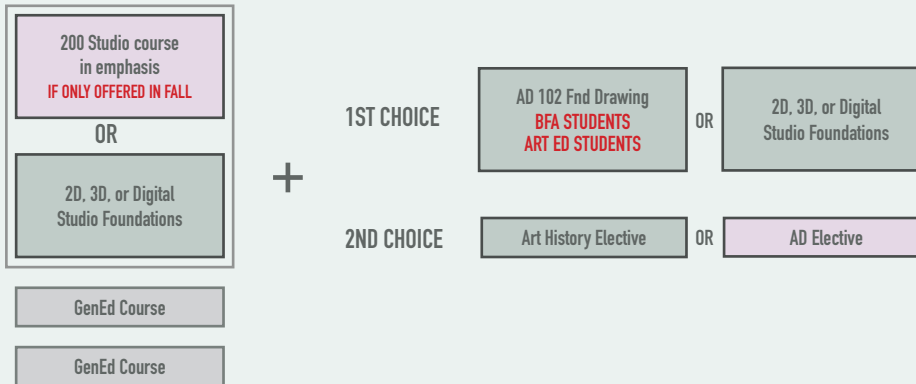 200 Studio course
in emphasis
IF ONLY OFFERED IN FALL
OR
2D, 3D, or Digital
Studio Foundations
GenEd Course
GenEd Course
+
1ST CHOICE
AD 102 Fnd Drawing
BFA STUDENTS
ART ED STUDENTS
OR
2D, 3D, or Digital
Studio Foundations
2ND CHOICE
Art History Elective
OR
AD Elective